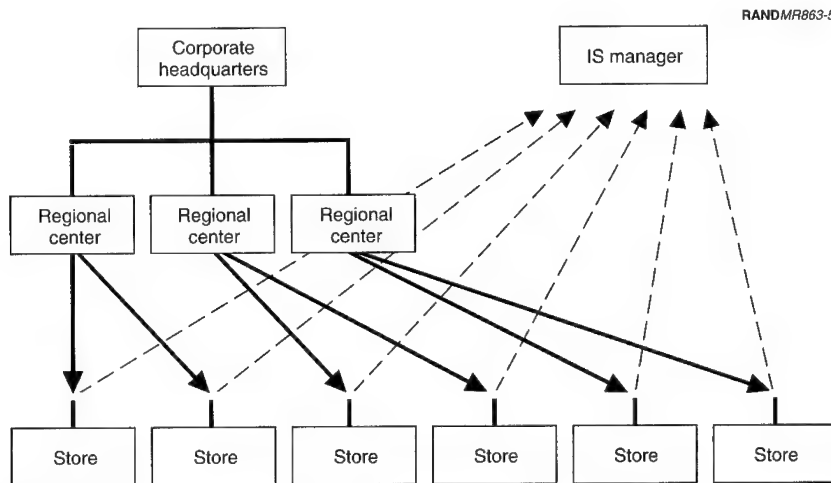 RANDMR863-5
Corporate
headquarters
IS manager
Regional
center
Regional
center
Regional
center
Store
Store
Store
Store
Store
Store